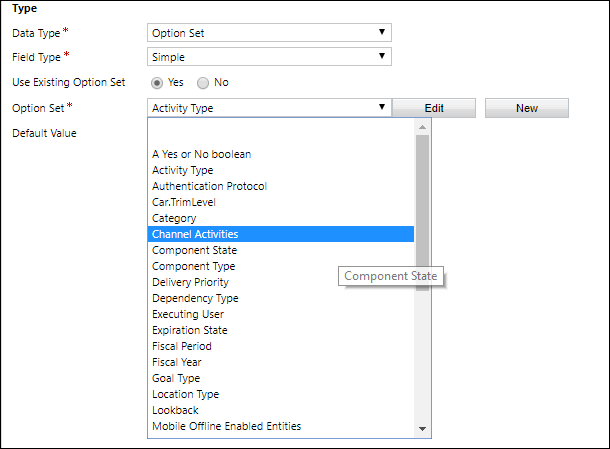 Type
Data Type * Option Set
Field Type * Simple
Use Existing Option Set Yes No
Option Set * Activity Type Edit New
Default Value
A Yes or No boolean
Activity Type
Authentication Protocol
Car.TrimLevel
Category
Channel Activities
Component State
Component Type
Component State
Delivery Priority
Dependency Type
Executing User
Expiration State
Fiscal Period
Fiscal Year
Goal Type
Location Type
Lookback
Mobile Offline Enabled Entities